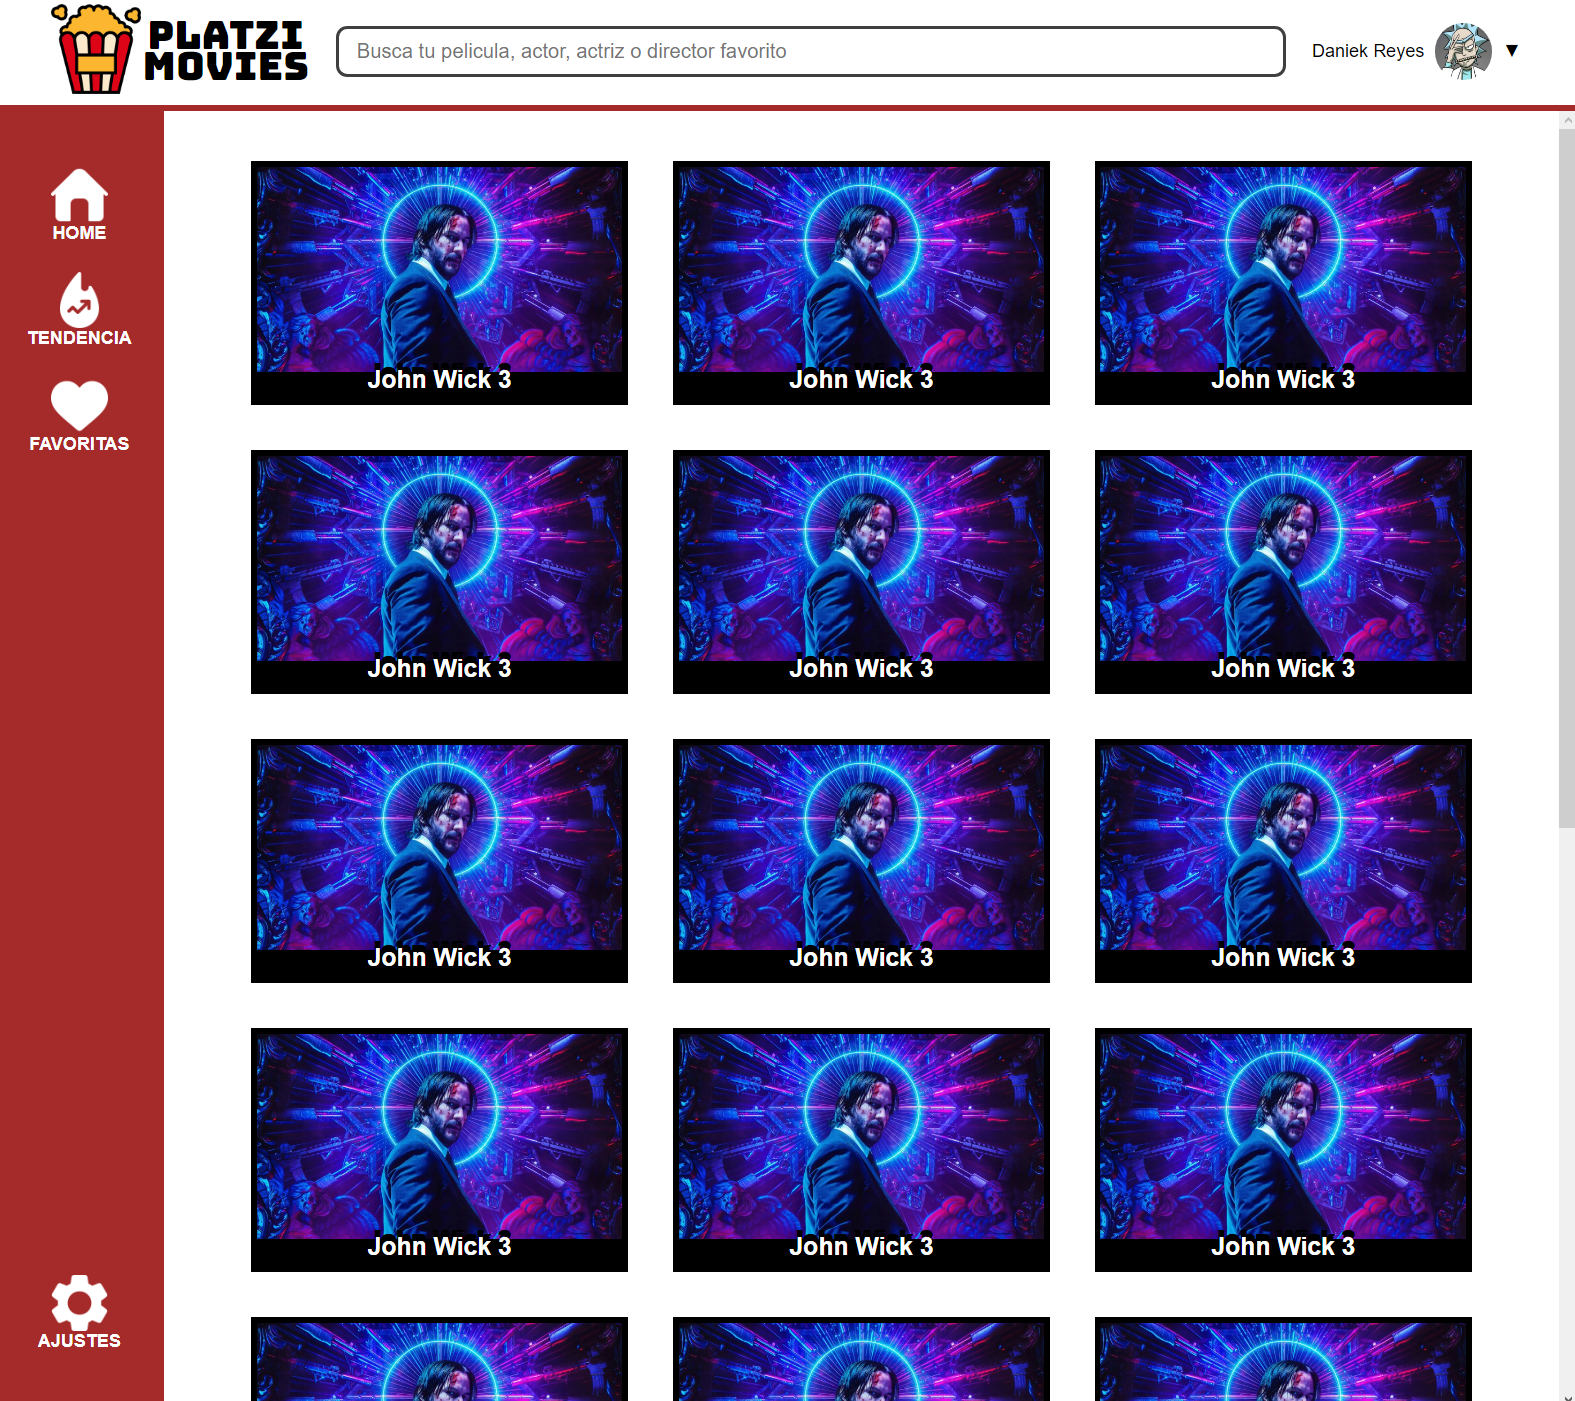 PLATZI
MOVIES
Busca tu pelicula, actor, actriz o director favorito
Daniek Reyes
▼
HOME
TENDENCIA
FAVORITAS
AJUSTES
John Wick 3
John Wick 3
John Wick 3
John Wick 3
John Wick 3
John Wick 3
John Wick 3
John Wick 3
John Wick 3
John Wick 3
John Wick 3
John Wick 3